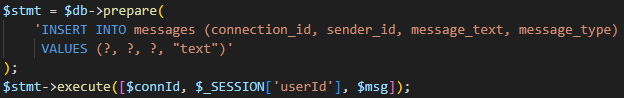 $stmt = $db->prepare(
'INSERT INTO messages (connection_id, sender_id, message_text, message_type)
VALUES (?, ?, ?, "text")'
);
$stmt->execute([$connId, $_SESSION['userId'], $msg]);